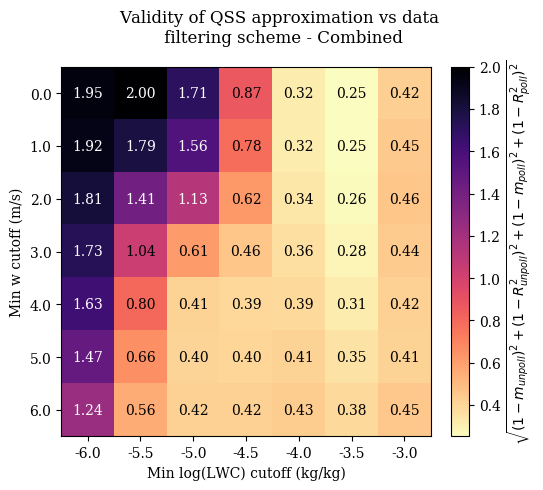 Validity of QSS approximation vs data
filtering scheme - Combined
0.0 1.95 2.00 1.71 0.87 0.32 0.25 0.42
1.0 1.92 1.79 1.56 0.78 0.32 0.25 0.45
2.0 1.81 1.41 1.13 0.62 0.34 0.26 0.46
3.0 1.73 1.04 0.61 0.46 0.36 0.28 0.44
4.0 1.63 0.80 0.41 0.39 0.39 0.31 0.42
5.0 1.47 0.66 0.40 0.40 0.41 0.35 0.41
6.0 1.24 0.56 0.42 0.42 0.43 0.38 0.45
-6.0 -5.5 -5.0 -4.5 -4.0 -3.5 -3.0
Min log(LWC) cutoff (kg/kg)
Min w cutoff (m/s)
2.0
1.8
1.6
1.4
1.2
1.0
0.8
0.6
0.4
√(1 − m_{unpoll})² + (1 − R²_{unpoll})² + (1 − m_{poll})² + (1 − R²_{poll})²